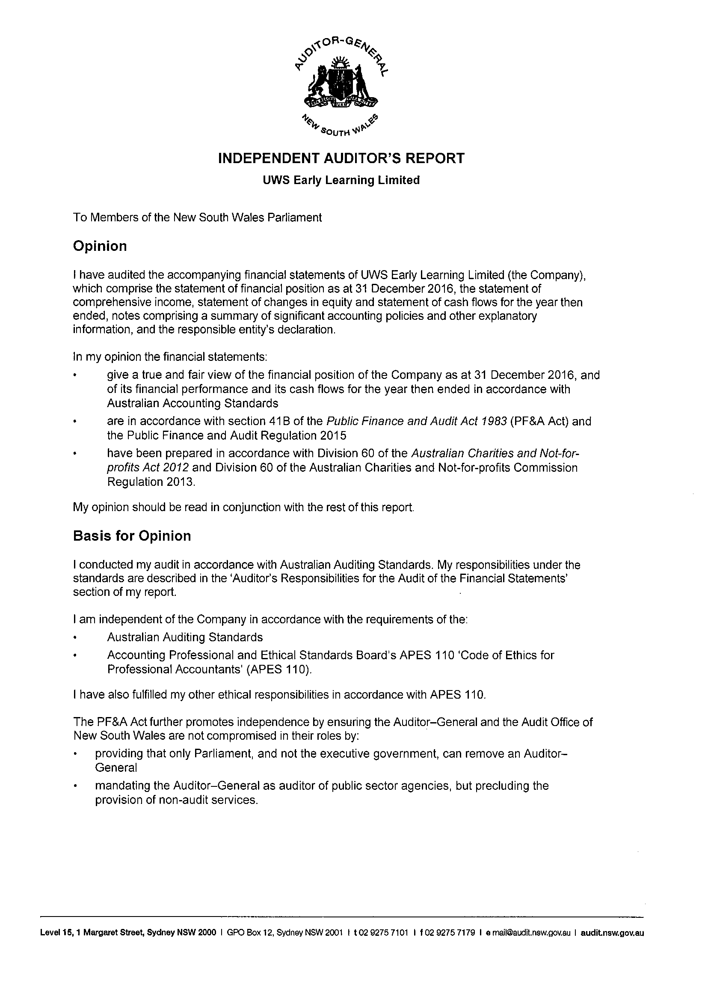 AUDITOR-GENERAL
NEW SOUTH WALES
INDEPENDENT AUDITOR'S REPORT
UWS Early Learning Limited
To Members of the New South Wales Parliament
Opinion
I have audited the accompanying financial statements of UWS Early Learning Limited (the Company),
which comprise the statement of financial position as at 31 December 2016, the statement of
comprehensive income, statement of changes in equity and statement of cash flows for the year then
ended, notes comprising a summary of significant accounting policies and other explanatory
information, and the responsible entity's declaration.
In my opinion the financial statements:
• give a true and fair view of the financial position of the Company as at 31 December 2016, and
of its financial performance and its cash flows for the year then ended in accordance with
Australian Accounting Standards
• are in accordance with section 41B of the Public Finance and Audit Act 1983 (PF&A Act) and
the Public Finance and Audit Regulation 2015
• have been prepared in accordance with Division 60 of the Australian Charities and Not-for-
profits Act 2012 and Division 60 of the Australian Charities and Not-for-profits Commission
Regulation 2013.
My opinion should be read in conjunction with the rest of this report.
Basis for Opinion
I conducted my audit in accordance with Australian Auditing Standards. My responsibilities under the
standards are described in the 'Auditor's Responsibilities for the Audit of the Financial Statements'
section of my report.
I am independent of the Company in accordance with the requirements of the:
• Australian Auditing Standards
• Accounting Professional and Ethical Standards Board's APES 110 'Code of Ethics for
Professional Accountants' (APES 110).
I have also fulfilled my other ethical responsibilities in accordance with APES 110.
The PF&A Act further promotes independence by ensuring the Auditor–General and the Audit Office of
New South Wales are not compromised in their roles by:
• providing that only Parliament, and not the executive government, can remove an Auditor–
General
• mandating the Auditor–General as auditor of public sector agencies, but precluding the
provision of non-audit services.
Level 15, 1 Margaret Street, Sydney NSW 2000 | GPO Box 12, Sydney NSW 2001 | t 02 9275 7101 | f 02 9275 7179 | e mail@audit.nsw.gov.au | audit.nsw.gov.au